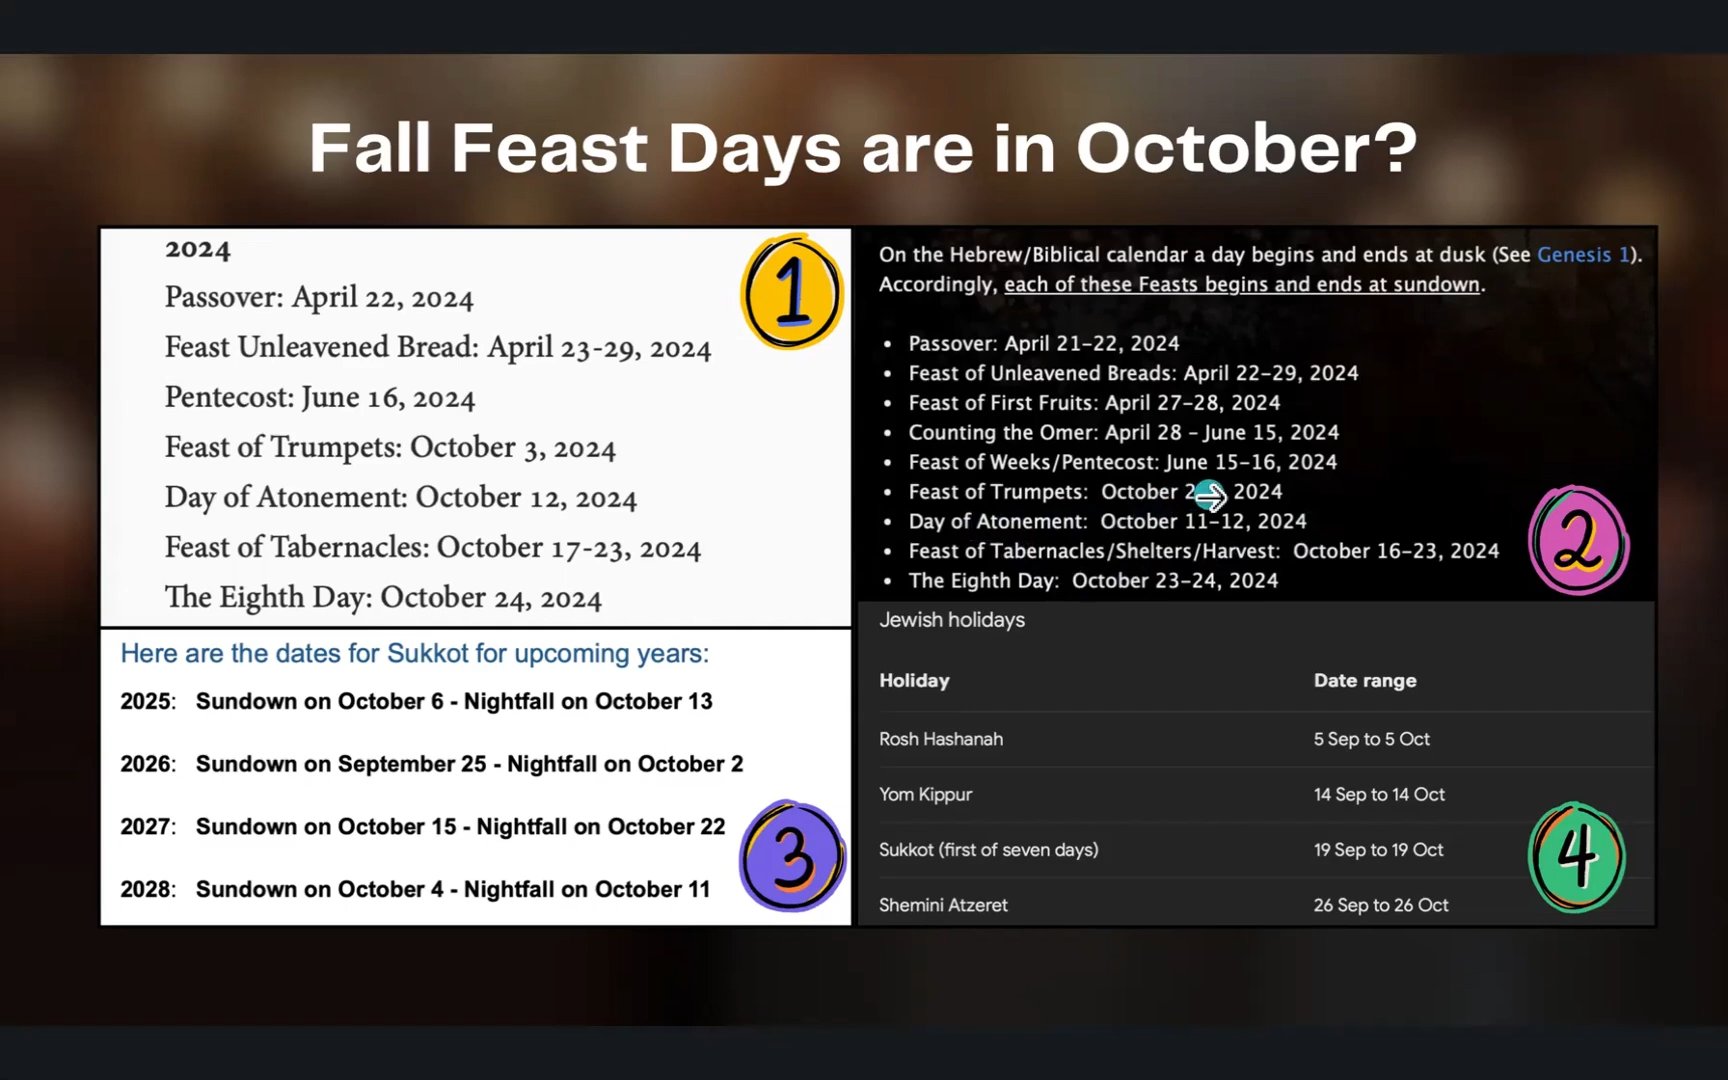 Fall Feast Days are in October?
2024
Passover: April 22, 2024
Feast Unleavened Bread: April 23-29, 2024
Pentecost: June 16, 2024
Feast of Trumpets: October 3, 2024
Day of Atonement: October 12, 2024
Feast of Tabernacles: October 17-23, 2024
The Eighth Day: October 24, 2024
1
On the Hebrew/Biblical calendar a day begins and ends at dusk (See Genesis 1).
Accordingly, each of these Feasts begins and ends at sundown.
• Passover: April 21–22, 2024
• Feast of Unleavened Breads: April 22–29, 2024
• Feast of First Fruits: April 27–28, 2024
• Counting the Omer: April 28 – June 15, 2024
• Feast of Weeks/Pentecost: June 15–16, 2024
• Feast of Trumpets: October 2024
• Day of Atonement: October 11–12, 2024
• Feast of Tabernacles/Shelters/Harvest: October 16–23, 2024
• The Eighth Day: October 23–24, 2024
2
Here are the dates for Sukkot for upcoming years:
2025: Sundown on October 6 - Nightfall on October 13
2026: Sundown on September 25 - Nightfall on October 2
2027: Sundown on October 15 - Nightfall on October 22
2028: Sundown on October 4 - Nightfall on October 11
3
Jewish holidays
Holiday Date range
Rosh Hashanah 5 Sep to 5 Oct
Yom Kippur 14 Sep to 14 Oct
Sukkot (first of seven days) 19 Sep to 19 Oct
Shemini Atzeret 26 Sep to 26 Oct
4